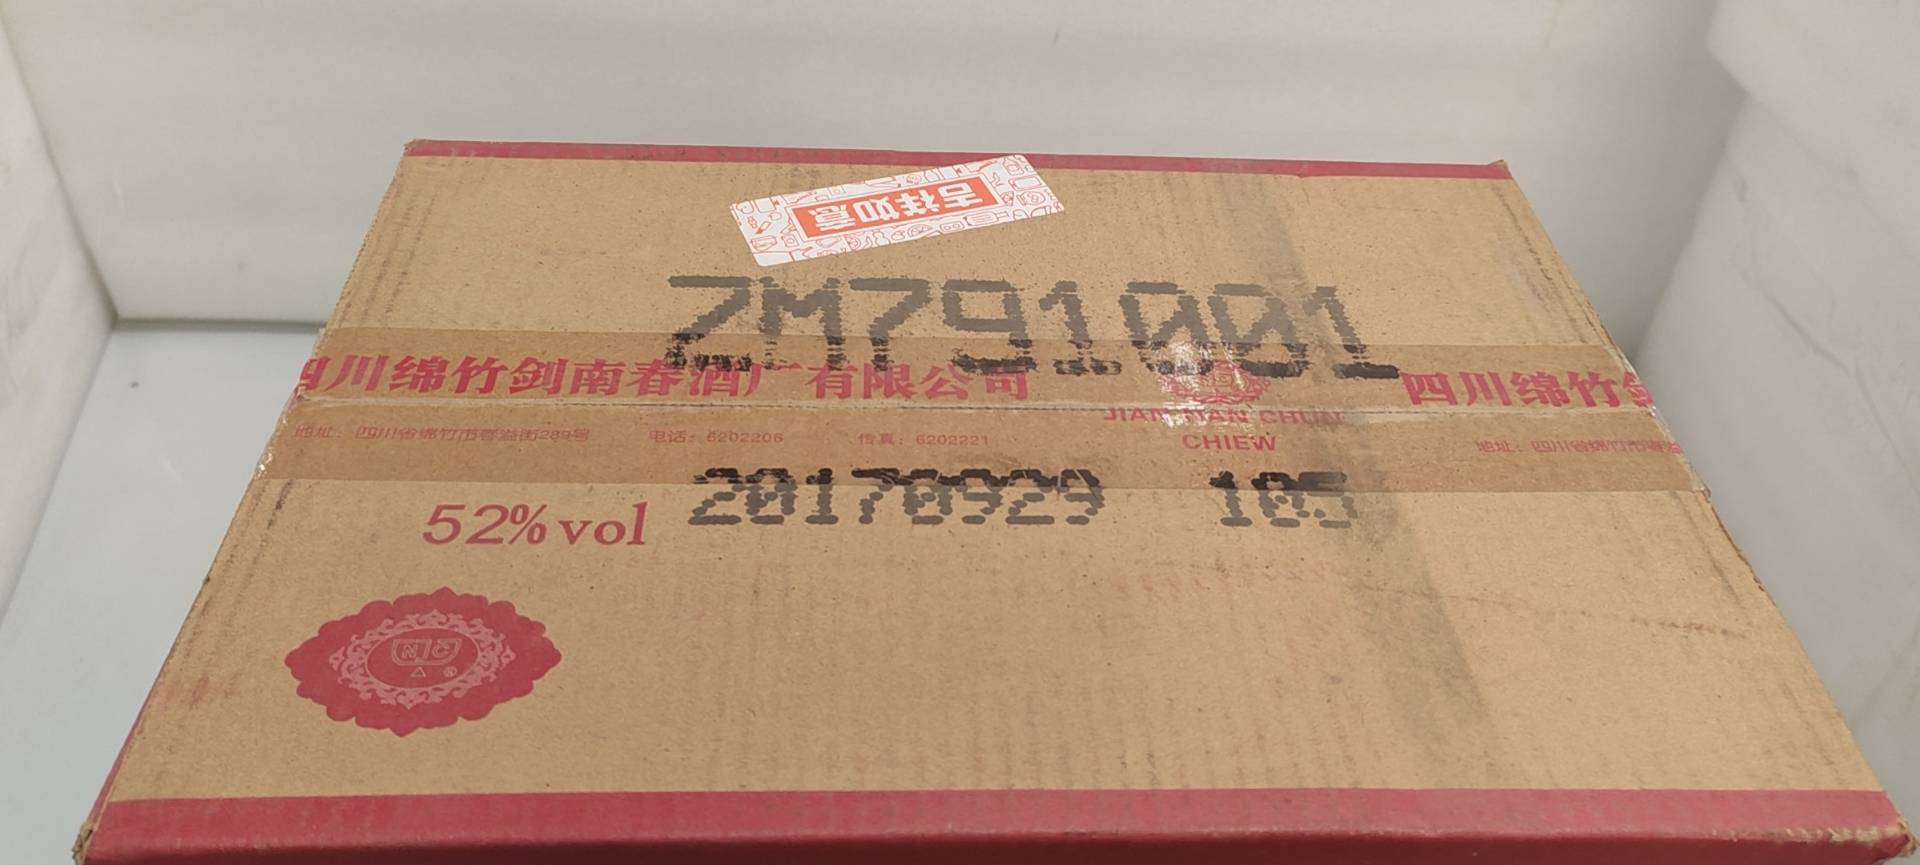 吉祥如意
ZM791001
四川绵竹剑南春酒厂有限公司
JIAN NAN CHUN
CHIEW
四川绵竹剑
地址：四川省绵竹市春溢街289号 电话：6202206 传真：6202221
地址：四川省绵竹市春溢
20170929 105
52%vol